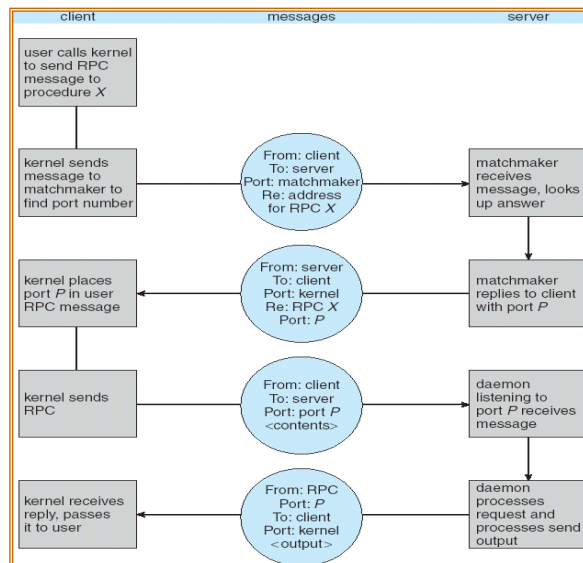 client messages server
user calls kernel
to send RPC
message to
procedure X
kernel sends
message to
matchmaker to
find port number
From: client
To: server
Port: matchmaker
Re: address
for RPC X
matchmaker
receives
message, looks
up answer
kernel places
port P in user
RPC message
From: server
To: client
Port: kernel
Re: RPC X
Port: P
matchmaker
replies to client
with port P
kernel sends
RPC
From: client
To: server
Port: port P
<contents>
daemon
listening to
port P receives
message
kernel receives
reply, passes
it to user
From: RPC
Port: P
To: client
Port: kernel
<output>
daemon
processes
request and
processes send
output